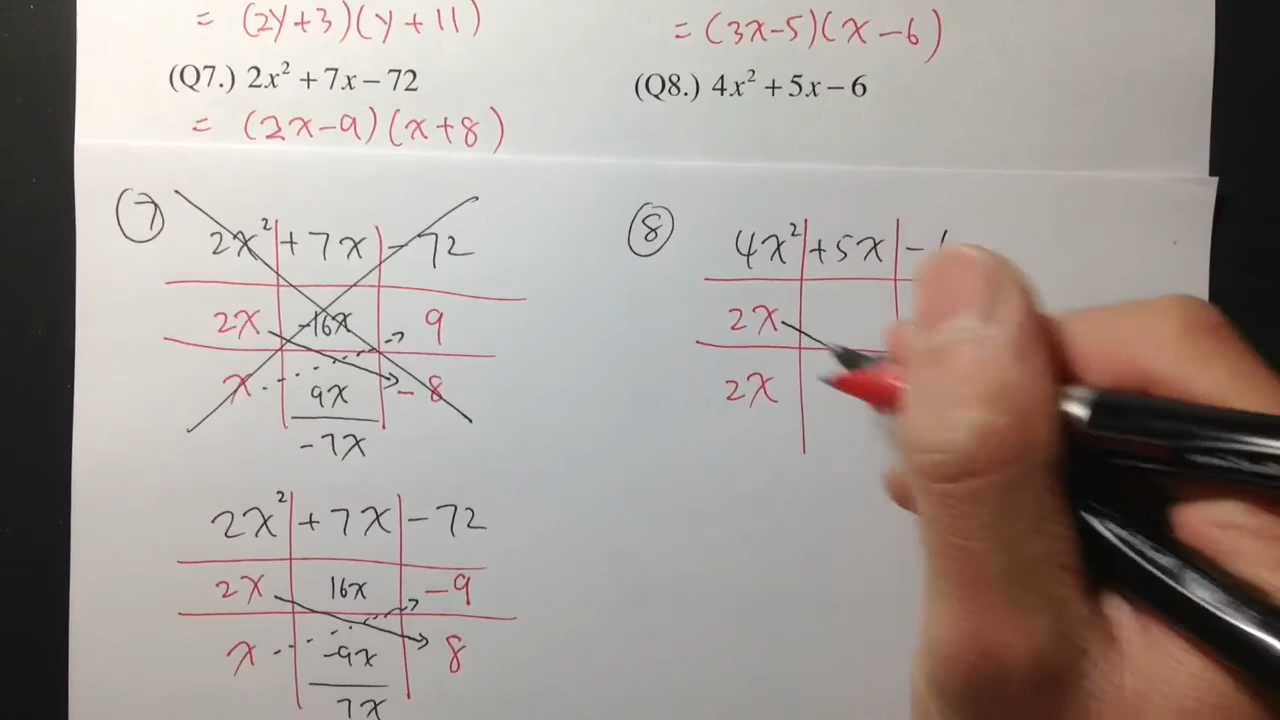 = (2y+3)(y+11)
= (3x-5)(x-6)
(Q7.) 2x² + 7x - 72
(Q8.) 4x² + 5x - 6
= (2x-9)(x+8)
⑦
2x² + 7x - 72
2x -16x 9
x 9x -8
-7x
2x² + 7x - 72
2x 16x -9
x -9x 8
7x
⑧
4x² + 5x -
2x
2x